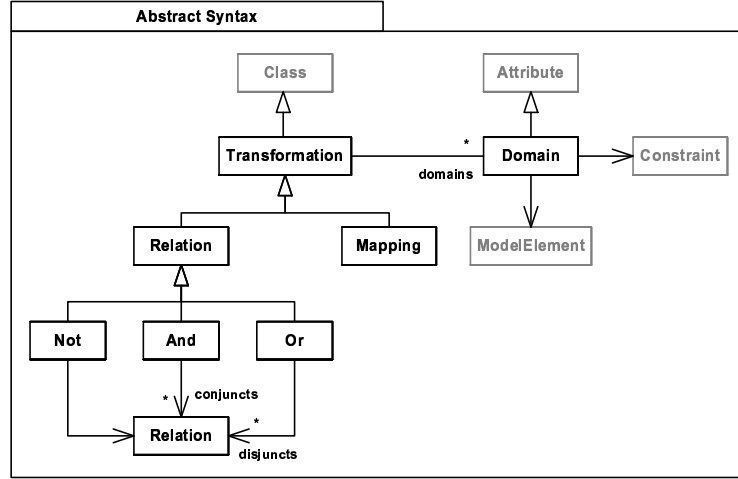 Abstract Syntax
Class
Attribute
Transformation
*
domains
Domain
Constraint
Relation
Mapping
ModelElement
Not
And
Or
* conjuncts
*
Relation
disjuncts